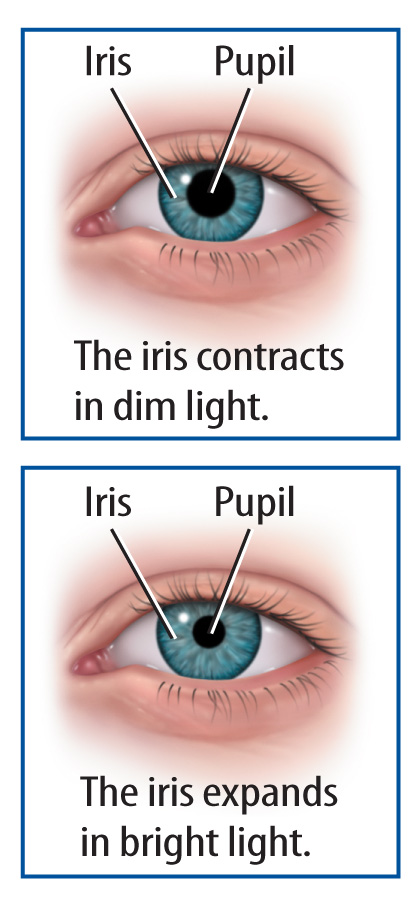 Iris Pupil
The iris contracts
in dim light.
Iris Pupil
The iris expands
in bright light.